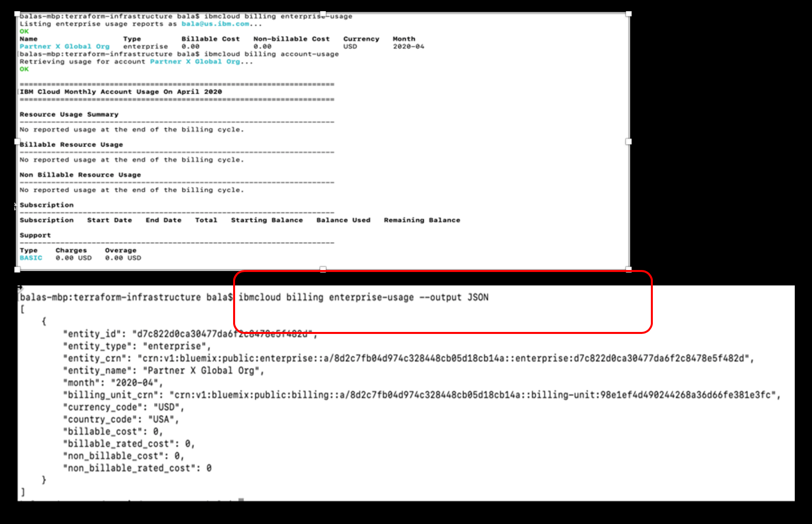 balas-mbp:terraform-infrastructure bala$ ibmcloud billing enterprise-usage
Listing enterprise usage reports as bala@us.ibm.com...
OK
Name Type Billable Cost Non-billable Cost Currency Month
Partner X Global Org enterprise 0.00 0.00 USD 2020-04
balas-mbp:terraform-infrastructure bala$ ibmcloud billing account-usage
Retrieving usage for account Partner X Global Org...
OK
IBM Cloud Monthly Account Usage On April 2020
Resource Usage Summary
No reported usage at the end of the billing cycle.
Billable Resource Usage
No reported usage at the end of the billing cycle.
Non Billable Resource Usage
No reported usage at the end of the billing cycle.
Subscription
Subscription Start Date End Date Total Starting Balance Balance Used Remaining Balance
Support
Type Charges Overage
BASIC 0.00 USD 0.00 USD
balas-mbp:terraform-infrastructure bala$ ibmcloud billing enterprise-usage --output JSON
[
{
"entity_id": "d7c822d0ca30477da6f2c8478e5f482d",
"entity_type": "enterprise",
"entity_crn": "crn:v1:bluemix:public:enterprise::a/8d2c7fb04d974c328448cb05d18cb14a::enterprise:d7c822d0ca30477da6f2c8478e5f482d",
"entity_name": "Partner X Global Org",
"month": "2020-04",
"billing_unit_crn": "crn:v1:bluemix:public:billing::a/8d2c7fb04d974c328448cb05d18cb14a::billing-unit:98e1ef4d490244268a36d66fe381e3fc",
"currency_code": "USD",
"country_code": "USA",
"billable_cost": 0,
"billable_rated_cost": 0,
"non_billable_cost": 0,
"non_billable_rated_cost": 0
}
]